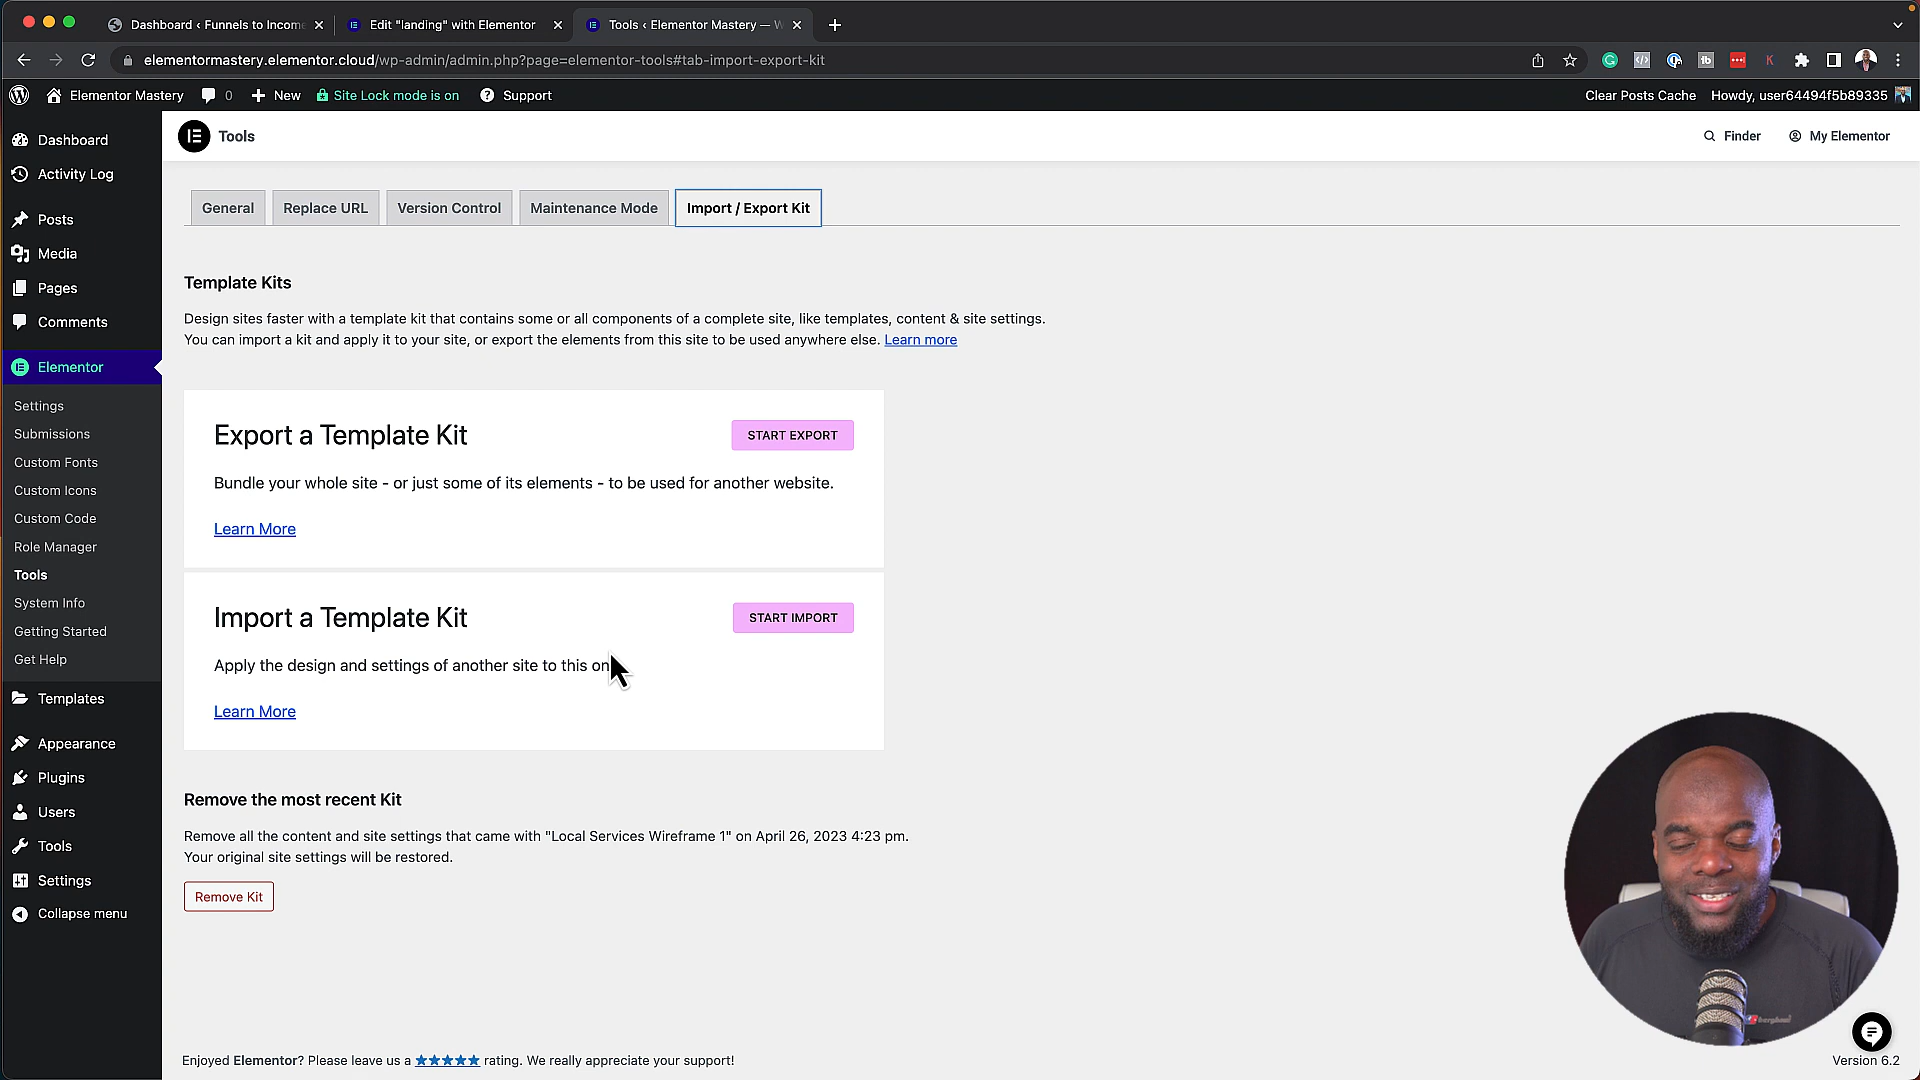 Dashboard ‹ Funnels to Income
Edit "landing" with Elementor
Tools ‹ Elementor Mastery — W
elementormastery.elementor.cloud/wp-admin/admin.php?page=elementor-tools#tab-import-export-kit
Elementor Mastery
0
New
Site Lock mode is on
Support
Clear Posts Cache
Howdy, user64494f5b89335
Dashboard
Activity Log
Posts
Media
Pages
Comments
Elementor
Settings
Submissions
Custom Fonts
Custom Icons
Custom Code
Role Manager
Tools
System Info
Getting Started
Get Help
Templates
Appearance
Plugins
Users
Tools
Settings
Collapse menu
Tools
Finder
My Elementor
General
Replace URL
Version Control
Maintenance Mode
Import / Export Kit
Template Kits
Design sites faster with a template kit that contains some or all components of a complete site, like templates, content & site settings.
You can import a kit and apply it to your site, or export the elements from this site to be used anywhere else. Learn more
Export a Template Kit
START EXPORT
Bundle your whole site - or just some of its elements - to be used for another website.
Learn More
Import a Template Kit
START IMPORT
Apply the design and settings of another site to this on
Learn More
Remove the most recent Kit
Remove all the content and site settings that came with "Local Services Wireframe 1" on April 26, 2023 4:23 pm.
Your original site settings will be restored.
Remove Kit
Enjoyed Elementor? Please leave us a ★★★★★ rating. We really appreciate your support!
Version 6.2